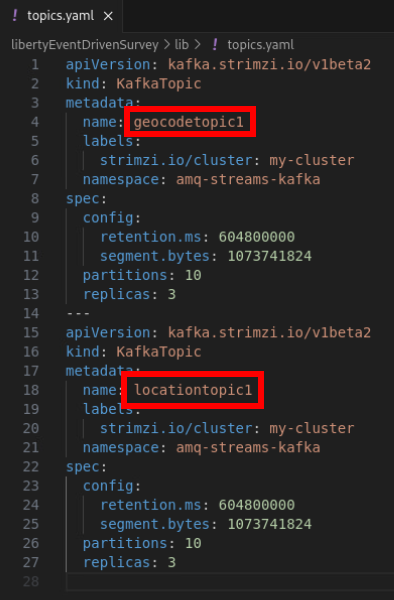 ! topics.yaml ×
libertyEventDrivenSurvey > lib > ! topics.yaml
1 apiVersion: kafka.strimzi.io/v1beta2
2 kind: KafkaTopic
3 metadata:
4   name: geocodetopic1
5   labels:
6     strimzi.io/cluster: my-cluster
7   namespace: amq-streams-kafka
8 spec:
9   config:
10     retention.ms: 604800000
11     segment.bytes: 1073741824
12   partitions: 10
13   replicas: 3
14 ---
15 apiVersion: kafka.strimzi.io/v1beta2
16 kind: KafkaTopic
17 metadata:
18   name: locationtopic1
19   labels:
20     strimzi.io/cluster: my-cluster
21   namespace: amq-streams-kafka
22 spec:
23   config:
24     retention.ms: 604800000
25     segment.bytes: 1073741824
26   partitions: 10
27   replicas: 3
28